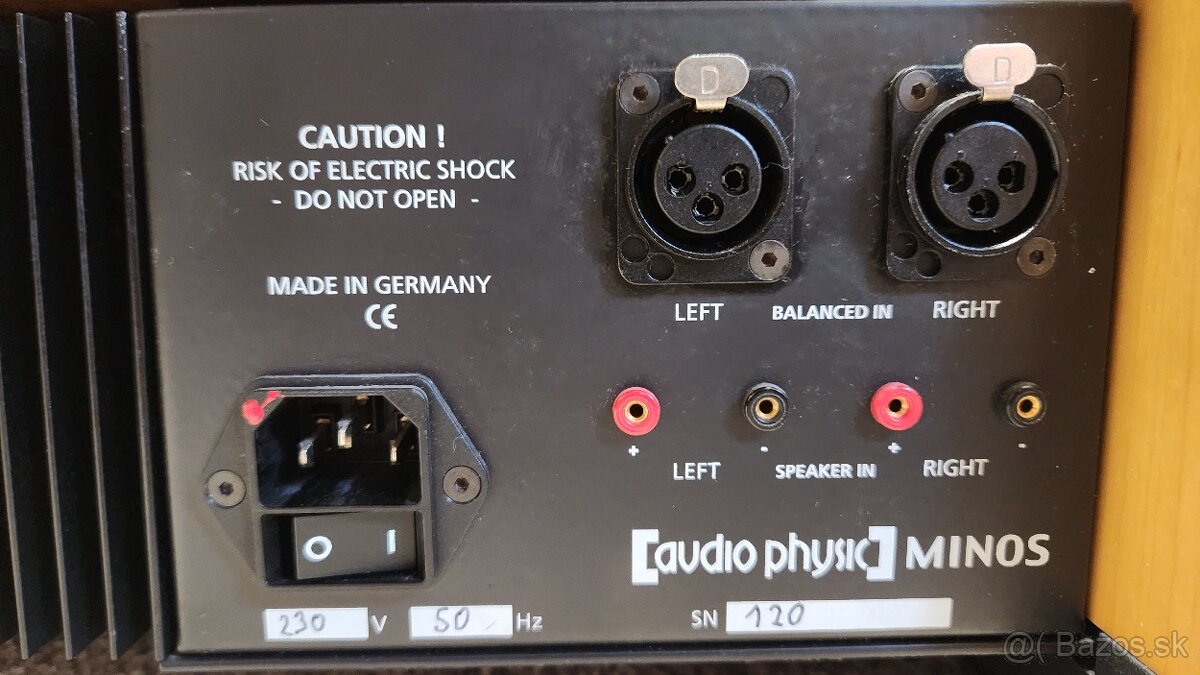 D
D
CAUTION !
RISK OF ELECTRIC SHOCK
- DO NOT OPEN -
MADE IN GERMANY
CE
LEFT BALANCED IN RIGHT
+ - + -
LEFT SPEAKER IN RIGHT
O I
[audio physic] MINOS
230 V 50 Hz SN 120
@( Bazos.sk